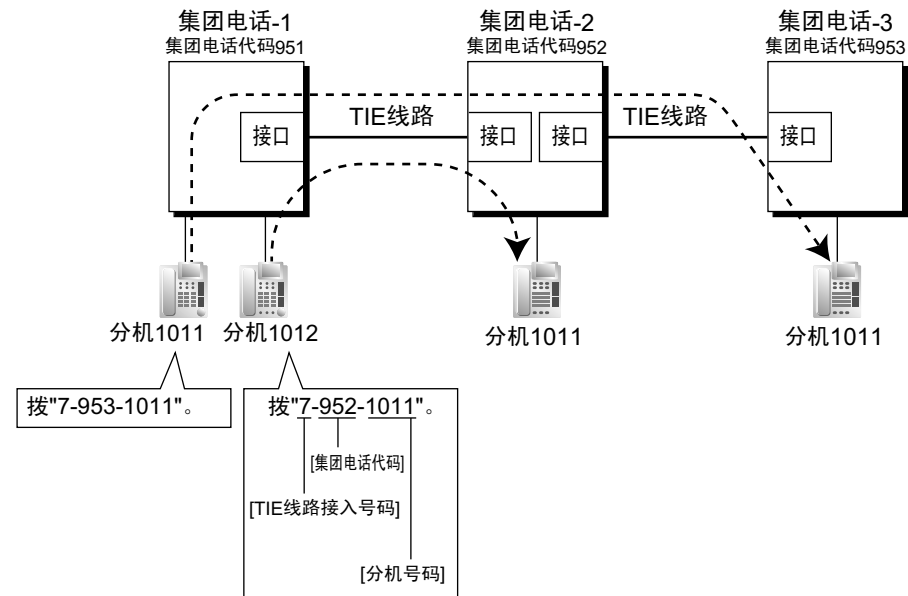 集团电话-1
集团电话代码951
集团电话-2
集团电话代码952
集团电话-3
集团电话代码953
接口
TIE线路
接口
接口
TIE线路
接口
分机1011
分机1012
分机1011
分机1011
拨"7-953-1011"。
拨"7-952-1011"。
[集团电话代码]
[TIE线路接入号码]
[分机号码]